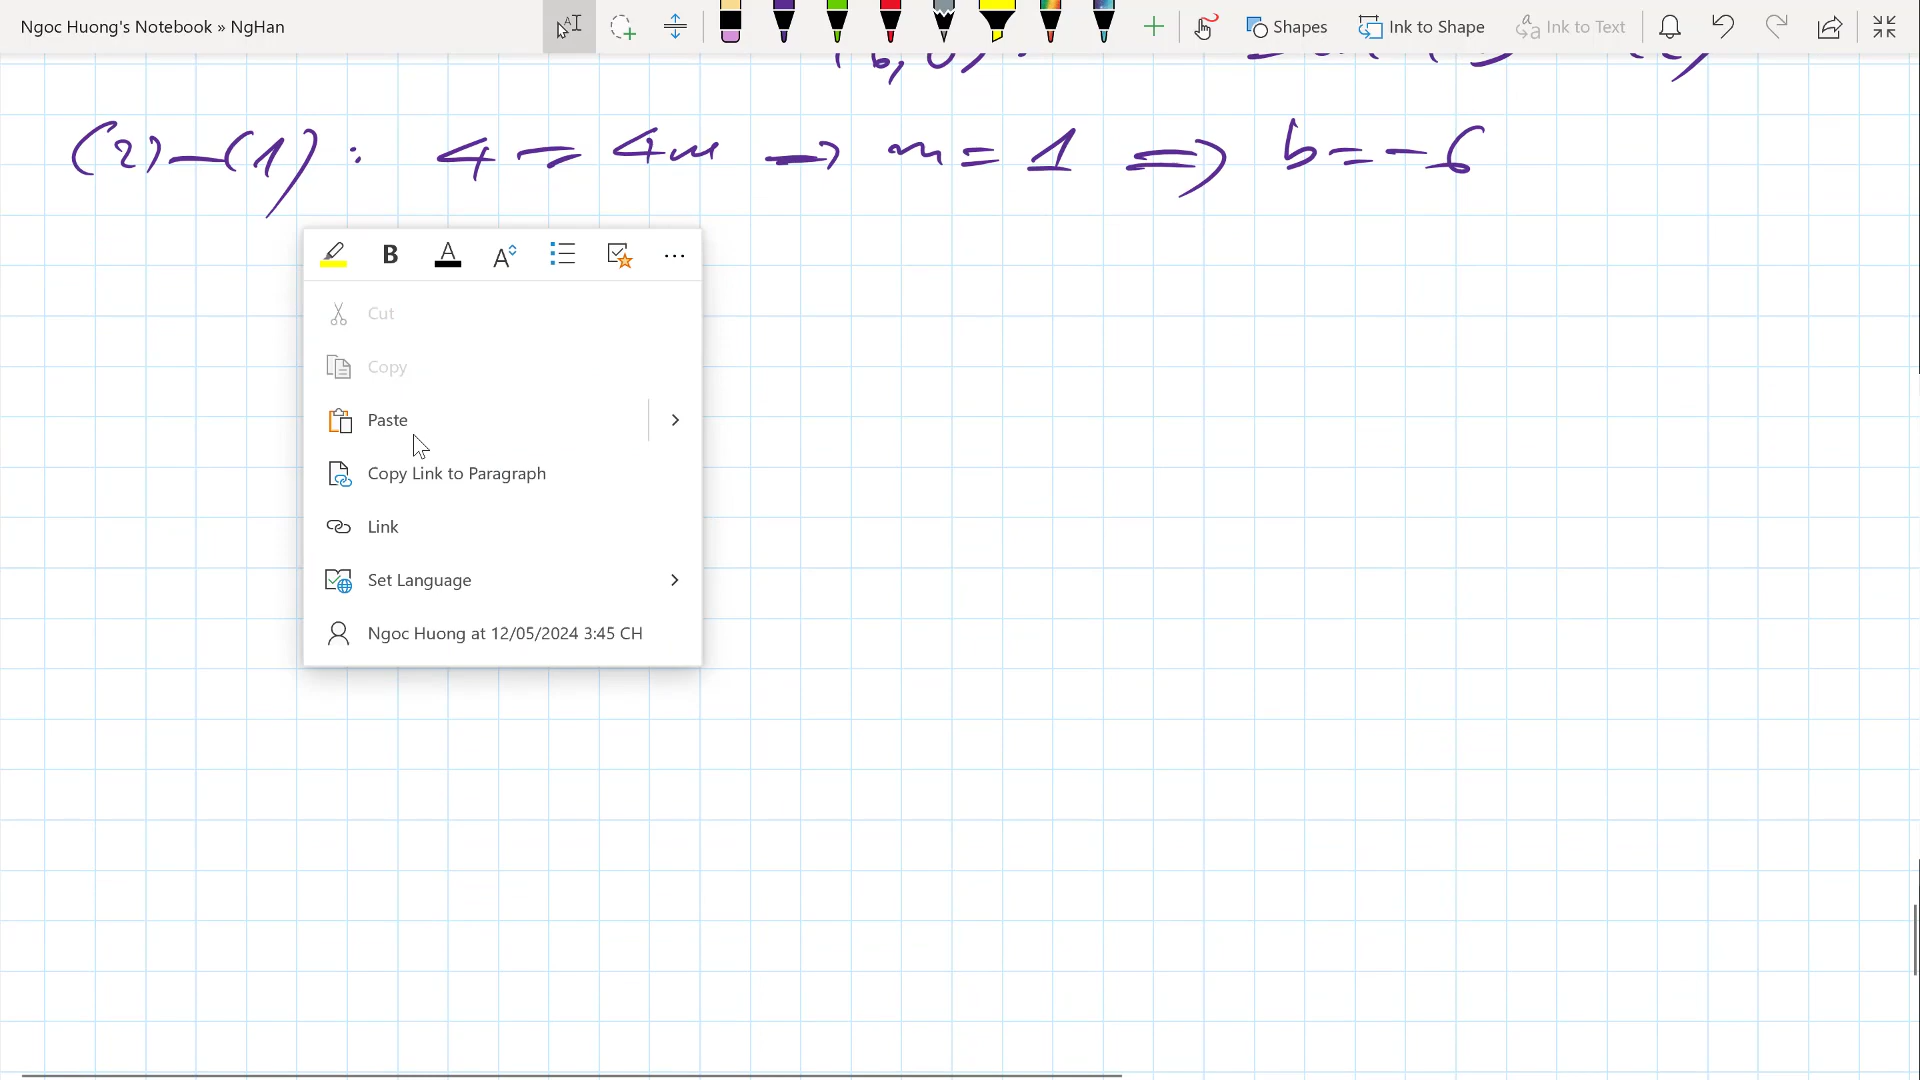 Ngoc Huong's Notebook » NgHan
Shapes
Ink to Shape
Ink to Text
(2)-(1): 4 = 4m → m = 1 ⇒ b = -6
Cut
Copy
Paste
Copy Link to Paragraph
Link
Set Language
Ngoc Huong at 12/05/2024 3:45 CH